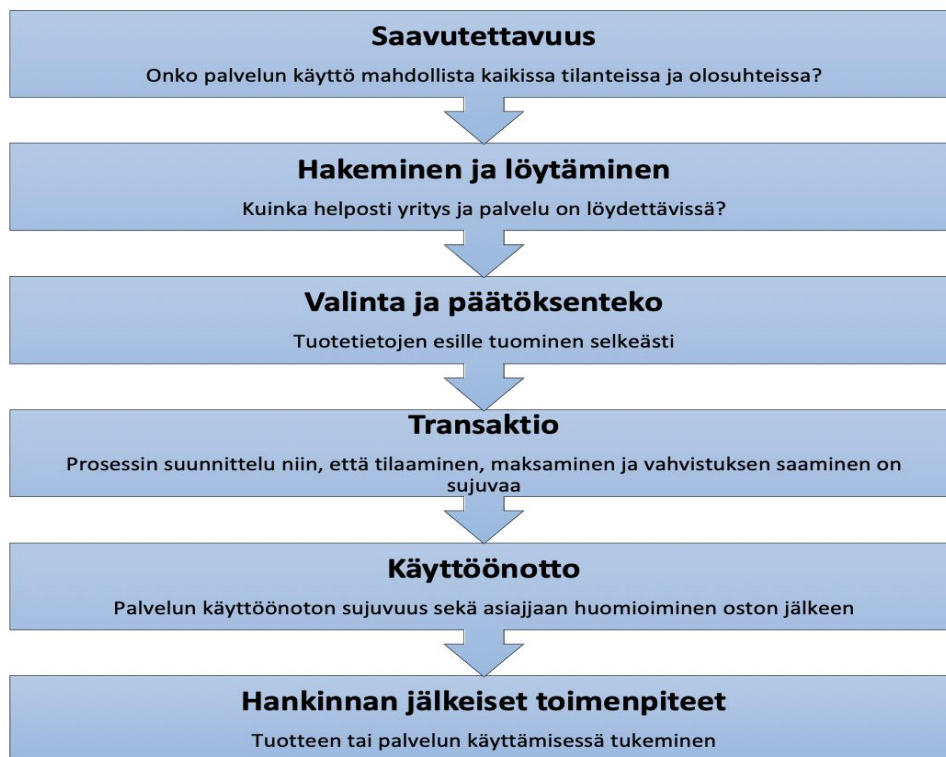 Saavutettavuus
Onko palvelun käyttö mahdollista kaikissa tilanteissa ja olosuhteissa?
Hakeminen ja löytäminen
Kuinka helposti yritys ja palvelu on löydettävissä?
Valinta ja päätöksenteko
Tuotetietojen esille tuominen selkeästi
Transaktio
Prosessin suunnittelu niin, että tilaaminen, maksaminen ja vahvistuksen saaminen on
sujuvaa
Käyttöönotto
Palvelun käyttöönoton sujuvuus sekä asiajjaan huomioiminen oston jälkeen
Hankinnan jälkeiset toimenpiteet
Tuotteen tai palvelun käyttämisessä tukeminen